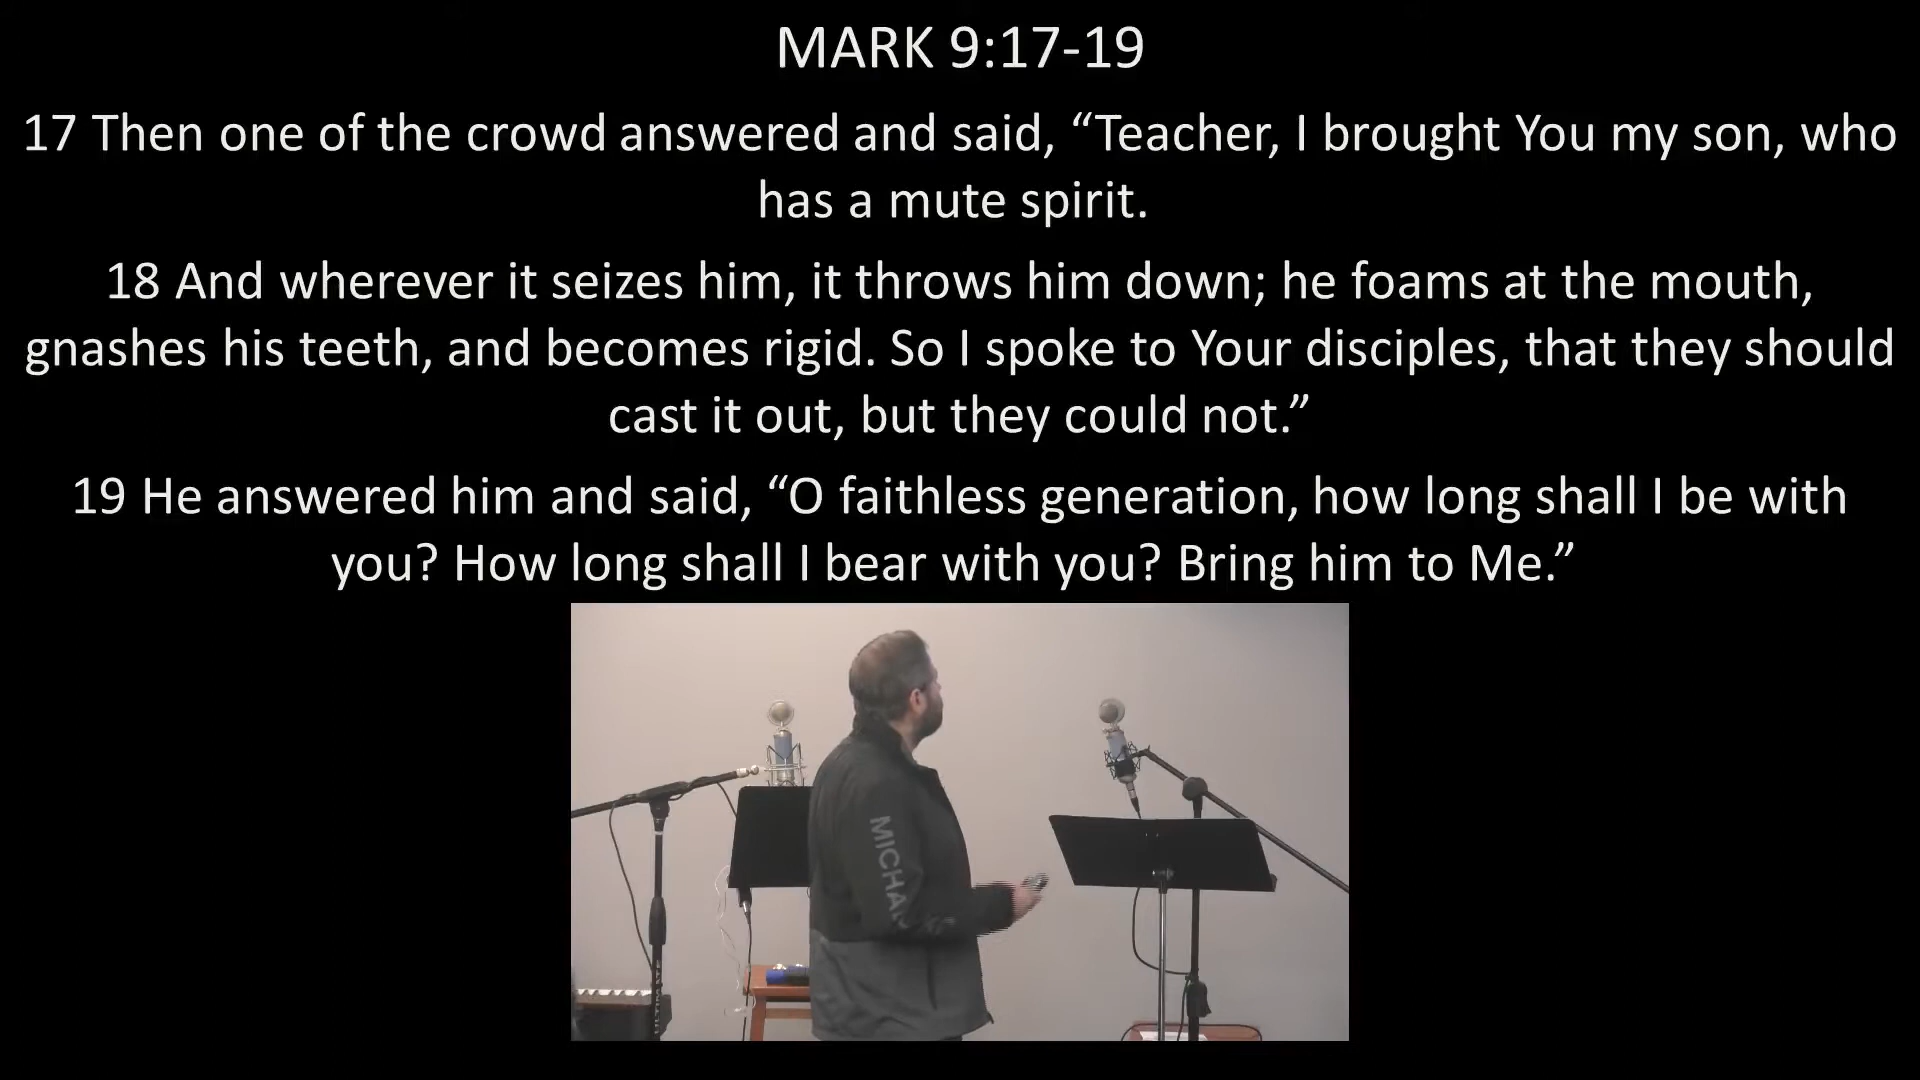 MARK 9:17-19
17 Then one of the crowd answered and said, “Teacher, I brought You my son, who
has a mute spirit.
18 And wherever it seizes him, it throws him down; he foams at the mouth,
gnashes his teeth, and becomes rigid. So I spoke to Your disciples, that they should
cast it out, but they could not.”
19 He answered him and said, “O faithless generation, how long shall I be with
you? How long shall I bear with you? Bring him to Me.”